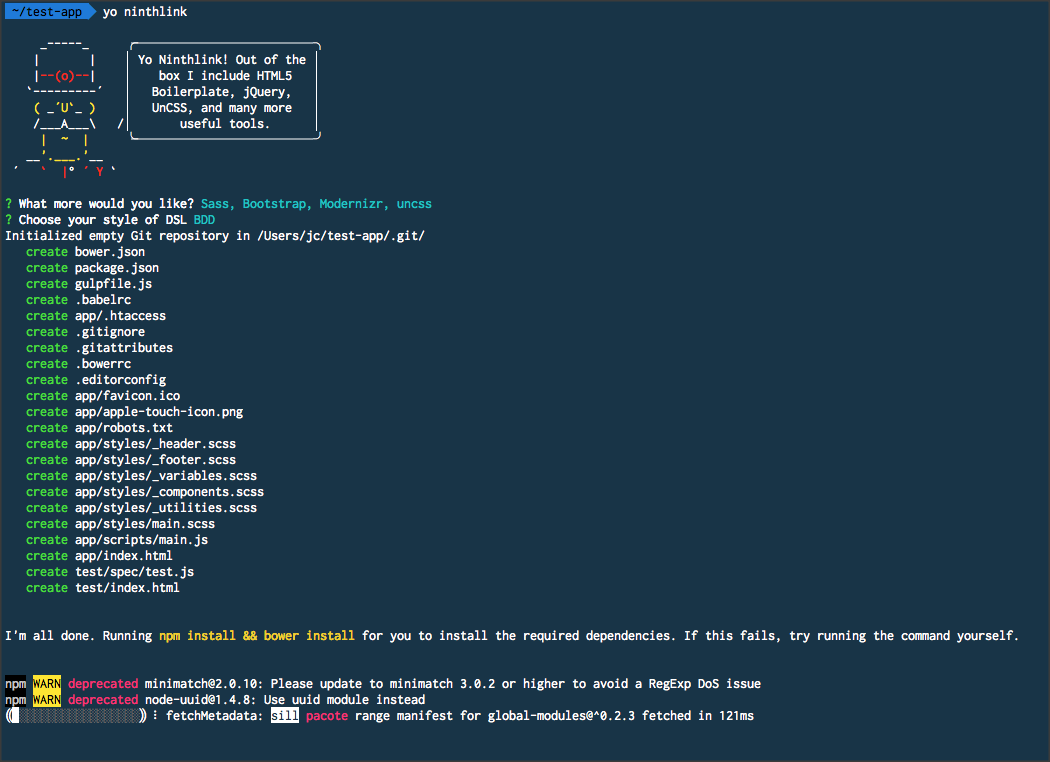 ~/test-app yo ninthlink
Yo Ninthlink! Out of the
box I include HTML5
Boilerplate, jQuery,
UnCSS, and many more
useful tools.
? What more would you like? Sass, Bootstrap, Modernizr, uncss
? Choose your style of DSL BDD
Initialized empty Git repository in /Users/jc/test-app/.git/
create bower.json
create package.json
create gulpfile.js
create .babelrc
create app/.htaccess
create .gitignore
create .gitattributes
create .bowerrc
create .editorconfig
create app/favicon.ico
create app/apple-touch-icon.png
create app/robots.txt
create app/styles/_header.scss
create app/styles/_footer.scss
create app/styles/_variables.scss
create app/styles/_components.scss
create app/styles/_utilities.scss
create app/styles/main.scss
create app/scripts/main.js
create app/index.html
create test/spec/test.js
create test/index.html
I'm all done. Running npm install && bower install for you to install the required dependencies. If this fails, try running the command yourself.
npm WARN deprecated minimatch@2.0.10: Please update to minimatch 3.0.2 or higher to avoid a RegExp DoS issue
npm WARN deprecated node-uuid@1.4.8: Use uuid module instead
fetchMetadata: sill pacote range manifest for global-modules@^0.2.3 fetched in 121ms